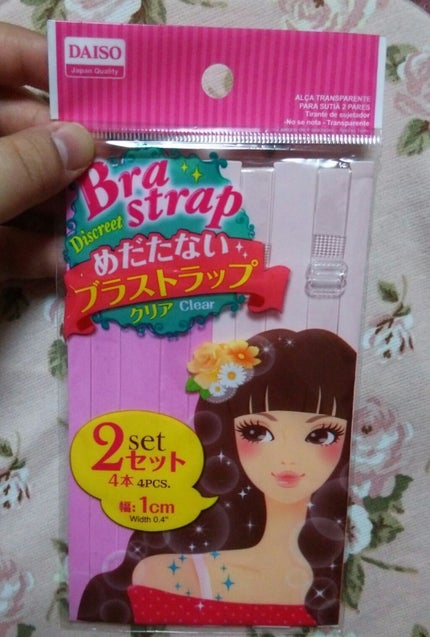 DAISO
Japan Quality
ALÇA TRANSPARENTE
PARA SUTIÃ 2 PARES
Tirante de sujetador
-No se nota - Transparente
Bra
strap
Discreet
めだたない
ブラストラップ
クリア Clear
2set
セット
4本 4PCS.
幅:1cm
Width 0.4"